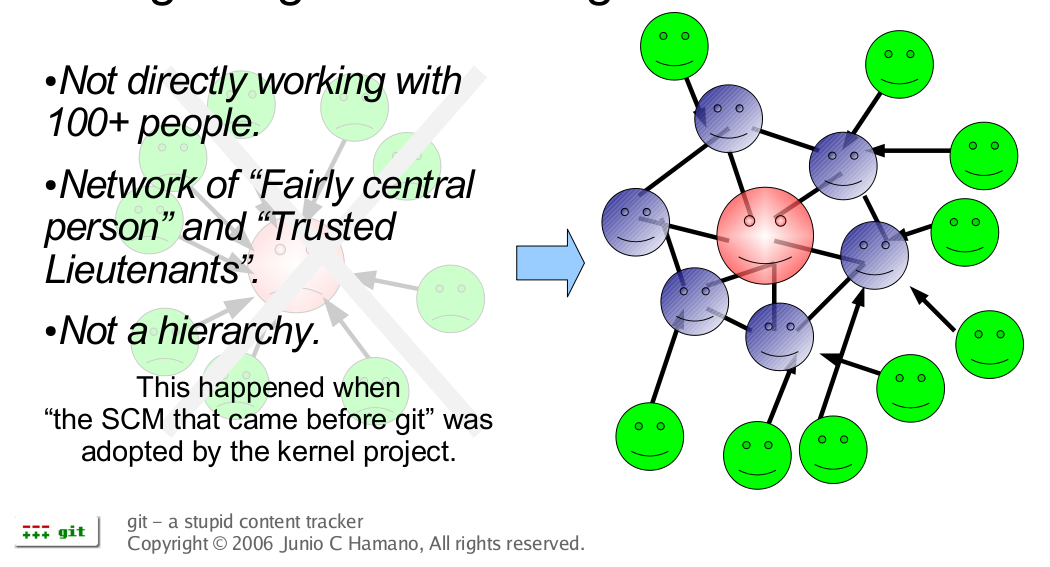 •Not directly working with
100+ people.
•Network of “Fairly central
person” and “Trusted
Lieutenants”.
•Not a hierarchy.
This happened when
“the SCM that came before git” was
adopted by the kernel project.
--- +++ git
git – a stupid content tracker
Copyright © 2006 Junio C Hamano, All rights reserved.